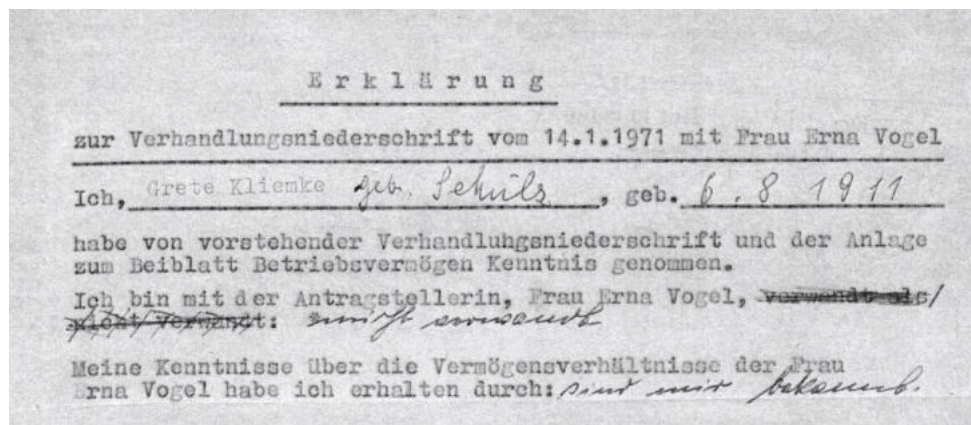 Erklärung
zur Verhandlungsniederschrift vom 14.1.1971 mit Frau Erna Vogel
Ich, Grete Kliemke geb. Schulz, geb. 6.8 1911
habe von vorstehender Verhandluhgsniederschrift und der Anlage
zum Beiblatt Betriebsvermögen Kenntnis genommen.
Ich bin mit der Antragstellerin, Frau Erna Vogel, verwandt als/
nicht verwandt: nicht verwandt
Meine Kenntnisse über die Vermögensverhältnisse der Frau
Erna Vogel habe ich erhalten durch: sind mir bekannt.